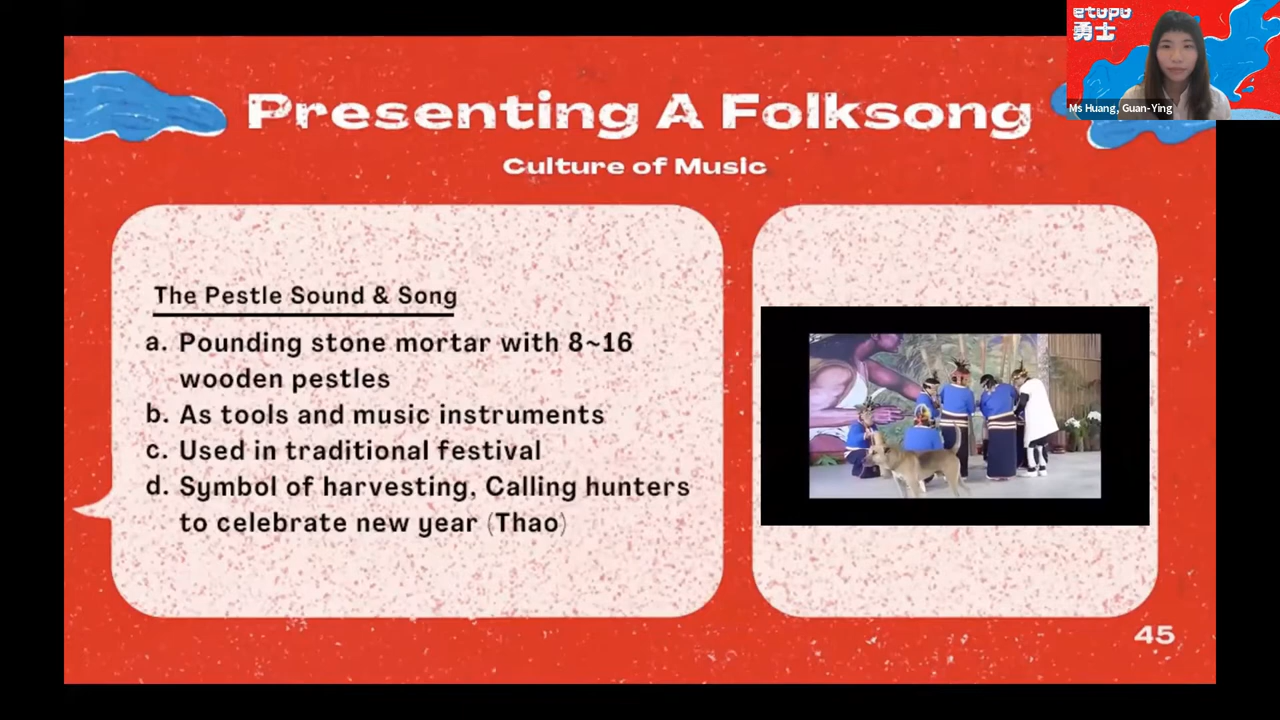 etupu
勇士
Ms Huang, Guan-Ying
Presenting A Folksong
Culture of Music
The Pestle Sound & Song
a. Pounding stone mortar with 8~16
wooden pestles
b. As tools and music instruments
c. Used in traditional festival
d. Symbol of harvesting, Calling hunters
to celebrate new year (Thao)
45